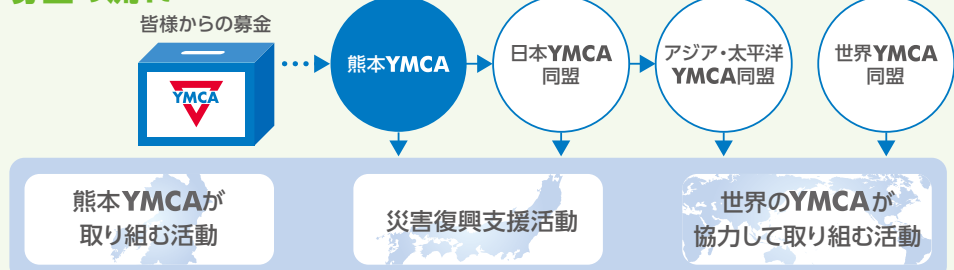 皆様からの募金
YMCA
熊本YMCA
日本YMCA
同盟
アジア・太平洋
YMCA同盟
世界YMCA
同盟
熊本YMCAが
取り組む活動
災害復興支援活動
世界のYMCAが
協力して取り組む活動